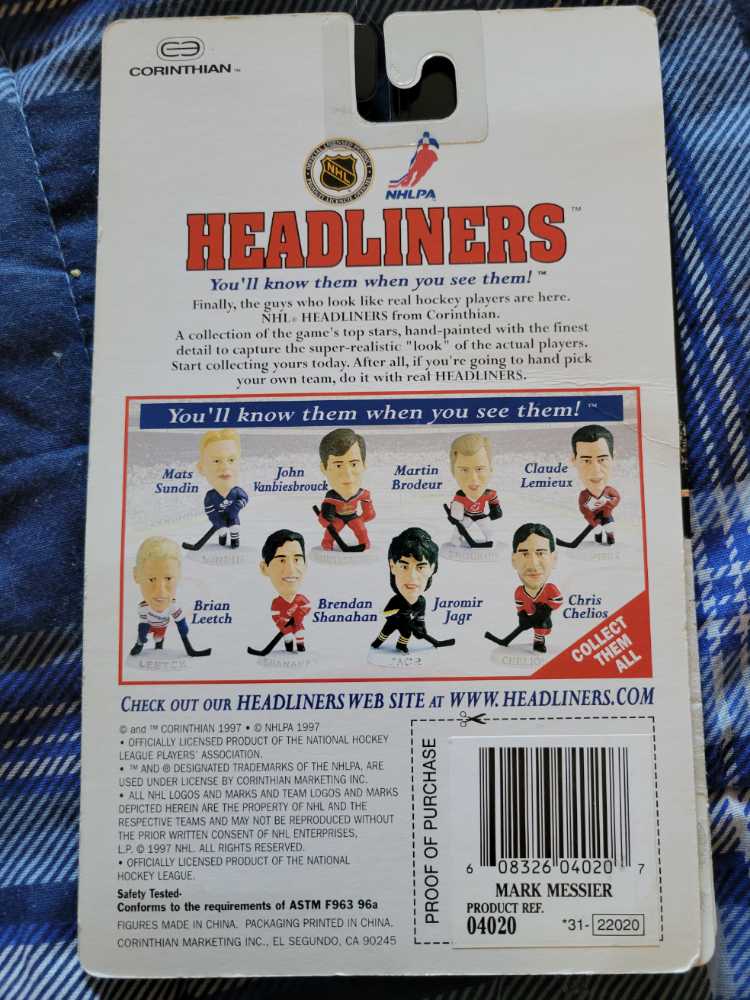 CORINTHIAN™
OFFICIAL LICENSED PRODUCT
NHL
NHLPA
HEADLINERS™
You'll know them when you see them!™
Finally, the guys who look like real hockey players are here.
NHL® HEADLINERS from Corinthian.
A collection of the game's top stars, hand-painted with the finest
detail to capture the super-realistic "look" of the actual players.
Start collecting yours today. After all, if you're going to hand pick
your own team, do it with real HEADLINERS.
You'll know them when you see them!™
Mats
Sundin
John
Vanbiesbrouck
Martin
Brodeur
Claude
Lemieux
Brian
Leetch
Brendan
Shanahan
Jaromir
Jagr
Chris
Chelios
LEETCH
COLLECT
THEM
ALL
CHECK OUT OUR HEADLINERS WEB SITE AT WWW.HEADLINERS.COM
© and ™ CORINTHIAN 1997 • © NHLPA 1997
• OFFICIALLY LICENSED PRODUCT OF THE NATIONAL HOCKEY
LEAGUE PLAYERS' ASSOCIATION.
• ™ AND ® DESIGNATED TRADEMARKS OF THE NHLPA, ARE
USED UNDER LICENSE BY CORINTHIAN MARKETING INC.
• ALL NHL LOGOS AND MARKS AND TEAM LOGOS AND MARKS
DEPICTED HEREIN ARE THE PROPERTY OF NHL AND THE
RESPECTIVE TEAMS AND MAY NOT BE REPRODUCED WITHOUT
THE PRIOR WRITTEN CONSENT OF NHL ENTERPRISES,
L.P. © 1997 NHL. ALL RIGHTS RESERVED.
• OFFICIALLY LICENSED PRODUCT OF THE NATIONAL
HOCKEY LEAGUE.
Safety Tested-
Conforms to the requirements of ASTM F963 96a
FIGURES MADE IN CHINA. PACKAGING PRINTED IN CHINA.
CORINTHIAN MARKETING INC., EL SEGUNDO, CA 90245
PROOF OF PURCHASE
6 08326 04020 7
MARK MESSIER
PRODUCT REF.
04020 *31- 22020